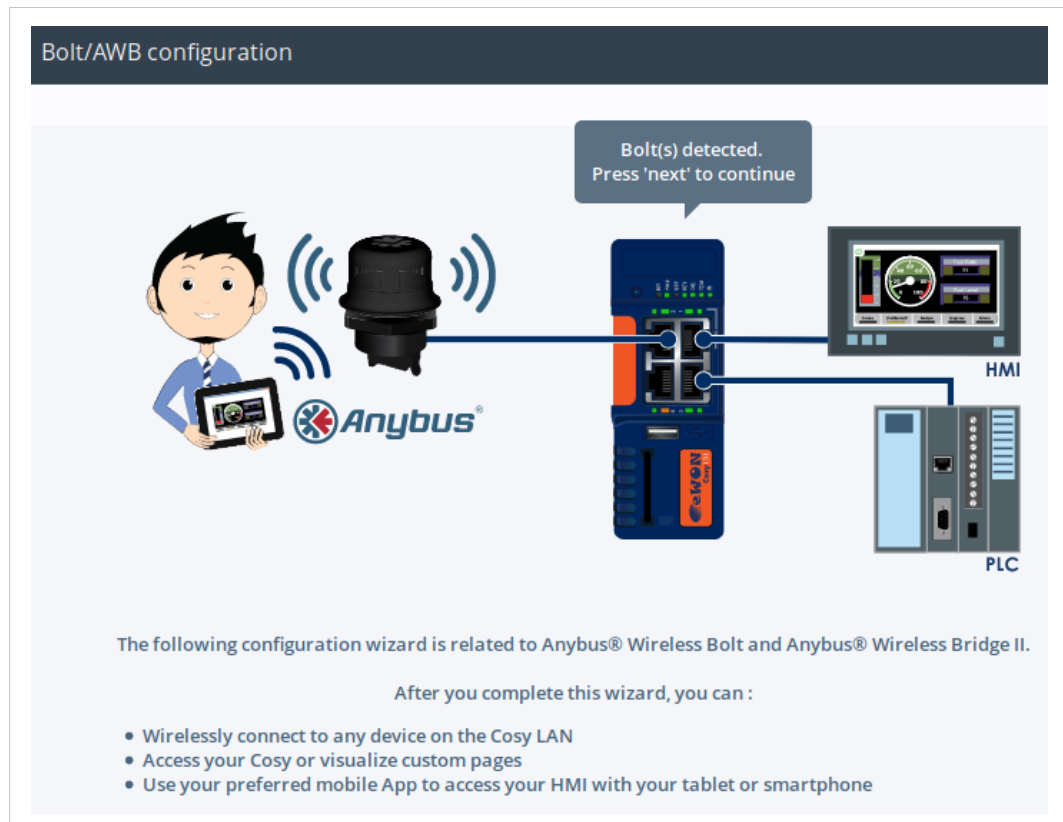 Bolt/AWB configuration
Bolt(s) detected.
Press 'next' to continue
Anybus®
HMI
eWON
Cosy 131
PLC
The following configuration wizard is related to Anybus® Wireless Bolt and Anybus® Wireless Bridge II.
After you complete this wizard, you can :
• Wirelessly connect to any device on the Cosy LAN
• Access your Cosy or visualize custom pages
• Use your preferred mobile App to access your HMI with your tablet or smartphone